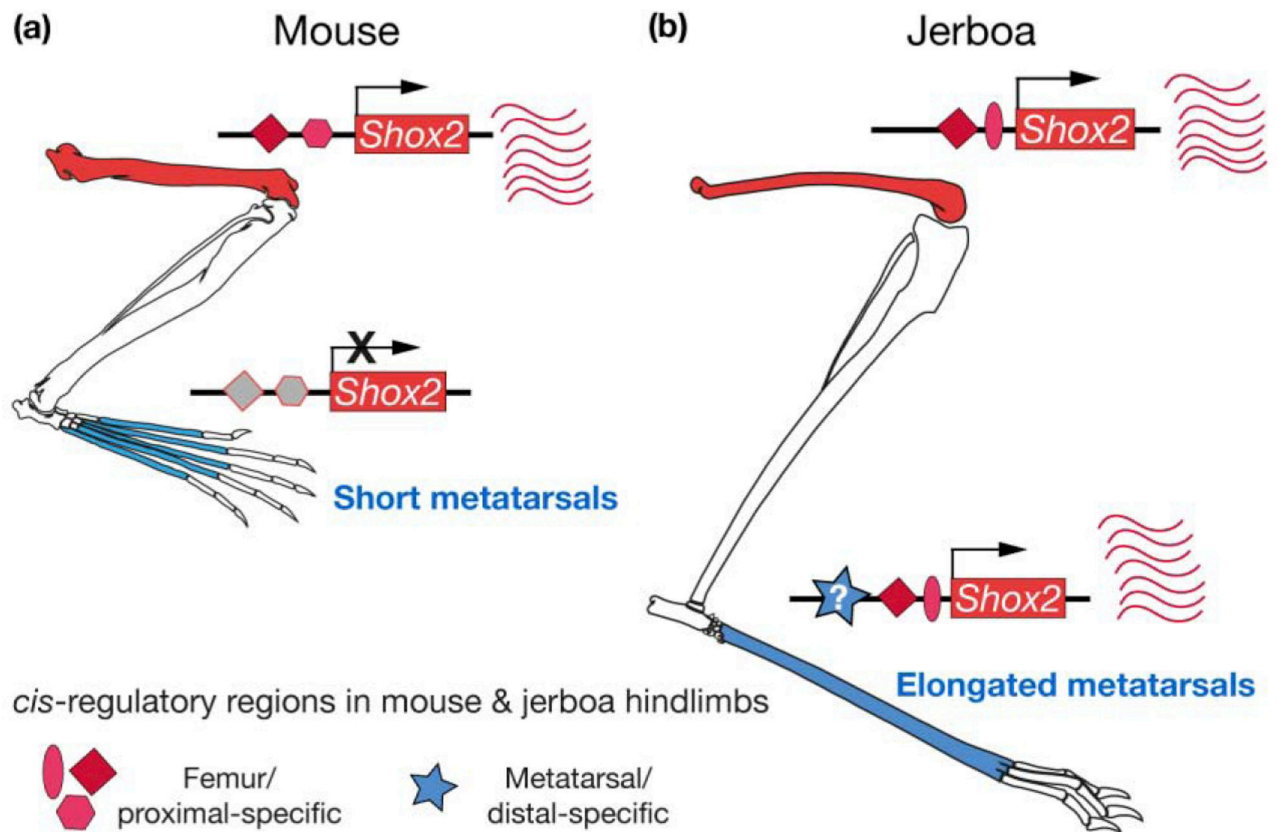 (a) Mouse
Shox2
X
Shox2
Short metatarsals
(b) Jerboa
Shox2
?
Shox2
Elongated metatarsals
cis-regulatory regions in mouse & jerboa hindlimbs
Femur/
proximal-specific
Metatarsal/
distal-specific